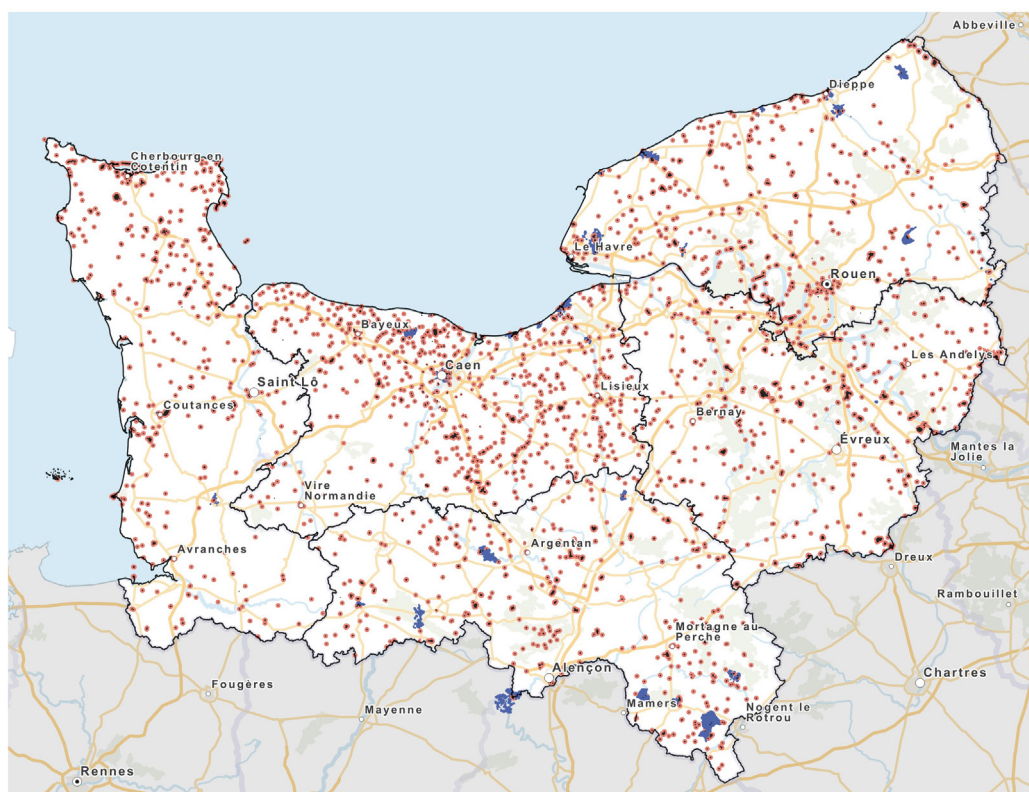 Abbeville
Dieppe
Cherbourg en
Cotentin
Le Havre
Rouen
Bayeux
Caen
Les Andelys
Saint Lô
Lisieux
Coutances
Bernay
Évreux
Mantes la
Jolie
Vire
Normandie
Avranches
Argentan
Dreux
Rambouillet
Mortagne au
Perche
Alençon
Chartres
Fougères
Mayenne
Mamers
Nogent le
Rotrou
Rennes